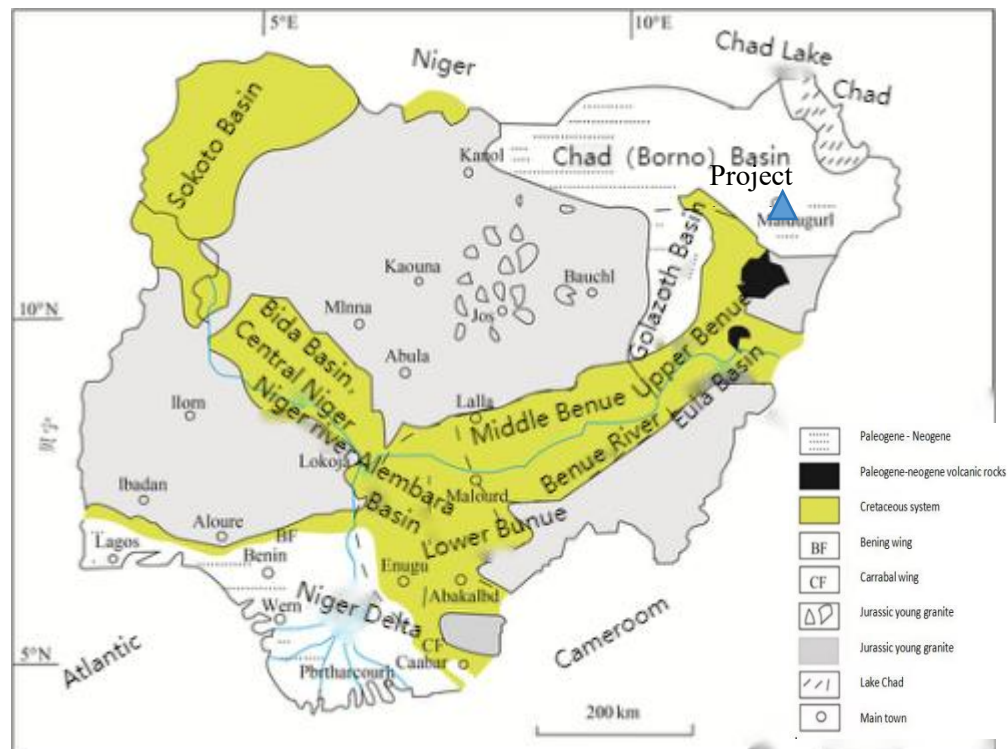 5°E
10°E
Niger
Chad Lake
Chad
Sokoto Basin
Kanol
Chad (Borno) Basin
Project
Maidugurl
Kaouna
Bauchl
Golazoth Basin
10°N
Mlnna
Jos
Bida Basin,
Central Niger
Niger river
Abula
Upper Benue
Middle Benue
Lalla
Eula Basin
Benue River
llorn
Lokoja
Alembara
Basin
Malourd
Ibadan
Aloure
BF
Lower Bunue
Lagos
Benin
Enugu
Abakalbd
Wern
Niger Delta
CF
Caabar
Cameroom
5°N
Atlantic
Pbrtharcourh
200 km
Paleogene - Neogene
Paleogene-neogene volcanic rocks
Cretaceous system
BF Bening wing
CF Carrabal wing
Jurassic young granite
Jurassic young granite
Lake Chad
Main town